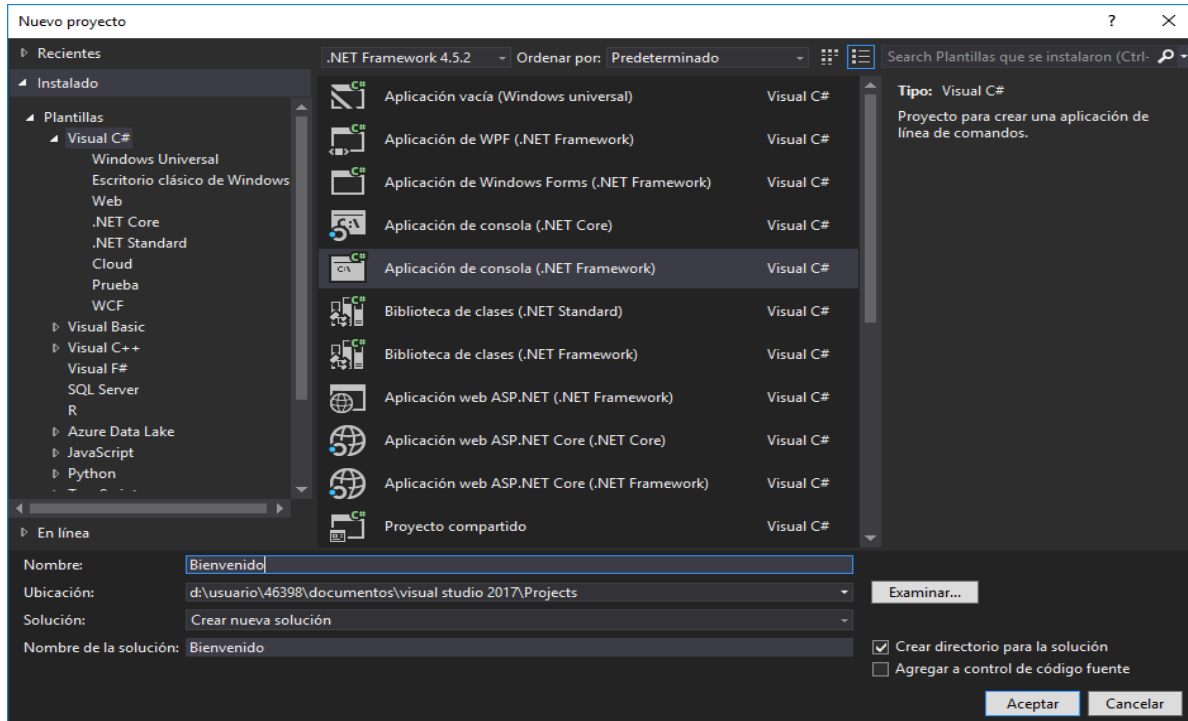 Nuevo proyecto
?
Recientes
.NET Framework 4.5.2
Ordenar por: Predeterminado
Search Plantillas que se instalaron (Ctrl-
Instalado
Plantillas
Visual C#
Windows Universal
Escritorio clásico de Windows
Web
.NET Core
.NET Standard
Cloud
Prueba
WCF
Visual Basic
Visual C++
Visual F#
SQL Server
R
Azure Data Lake
JavaScript
Python
En línea
Aplicación vacía (Windows universal) Visual C#
Aplicación de WPF (.NET Framework) Visual C#
Aplicación de Windows Forms (.NET Framework) Visual C#
Aplicación de consola (.NET Core) Visual C#
Aplicación de consola (.NET Framework) Visual C#
Biblioteca de clases (.NET Standard) Visual C#
Biblioteca de clases (.NET Framework) Visual C#
Aplicación web ASP.NET (.NET Framework) Visual C#
Aplicación web ASP.NET Core (.NET Core) Visual C#
Aplicación web ASP.NET Core (.NET Framework) Visual C#
Proyecto compartido Visual C#
Tipo: Visual C#
Proyecto para crear una aplicación de
línea de comandos.
Nombre: Bienvenido
Ubicación: d:\usuario\46398\documentos\visual studio 2017\Projects
Examinar...
Solución: Crear nueva solución
Nombre de la solución: Bienvenido
Crear directorio para la solución
Agregar a control de código fuente
Aceptar
Cancelar